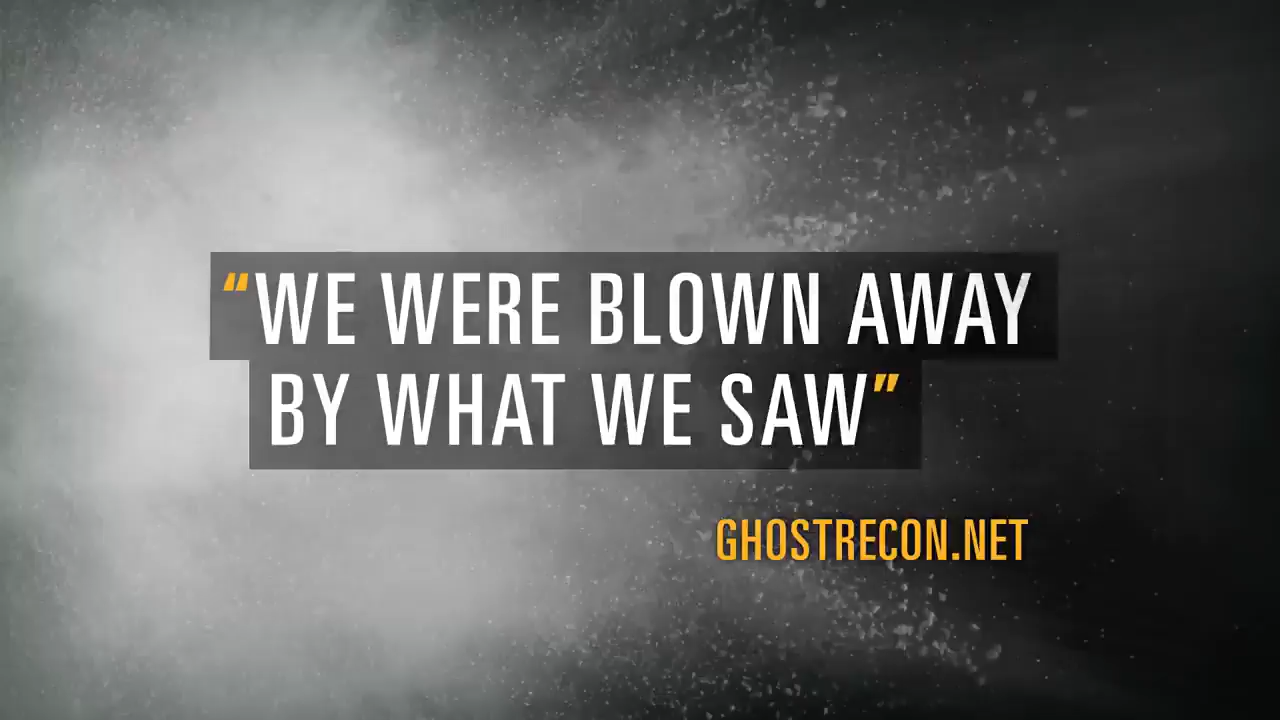 “WE WERE BLOWN AWAY
BY WHAT WE SAW”
GHOSTRECON.NET